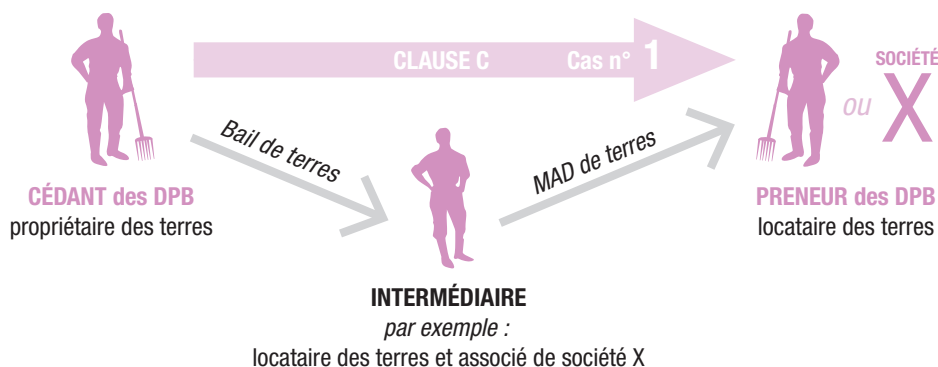 CLAUSE C Cas n° 1
SOCIÉTÉ
ou X
Bail de terres
MAD de terres
CÉDANT des DPB
propriétaire des terres
PRENEUR des DPB
locataire des terres
INTERMÉDIAIRE
par exemple :
locataire des terres et associé de société X